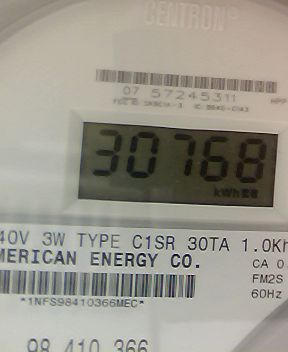 CENTRON®
07 57245311
30768
kWh
40V 3W TYPE C1SR 30TA 1.0Kh
MERICAN ENERGY CO.
CA 0.
FM2S
*1NFS98410366MEC*
60Hz
98 410 366